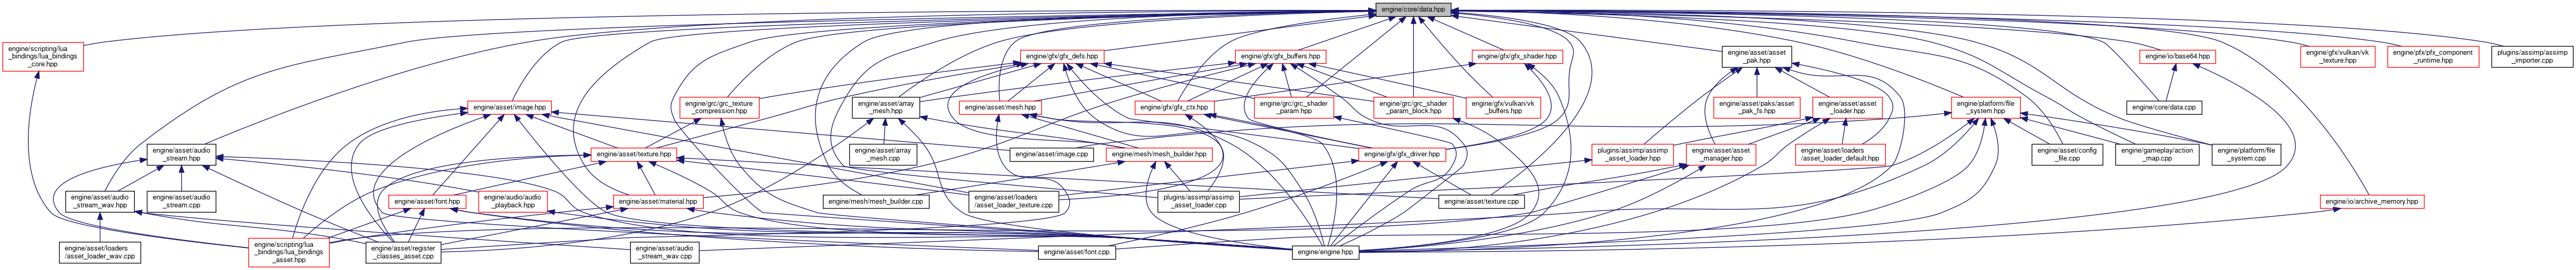 engine/core/data.hpp
engine/scripting/lua
_bindings/lua_bindings
_core.hpp
engine/gfx/gfx_defs.hpp
engine/gfx/gfx_buffers.hpp
engine/gfx/gfx_shader.hpp
engine/asset/asset
_pak.hpp
engine/io/base64.hpp
engine/gfx/vulkan/vk
_texture.hpp
engine/pfx/pfx_component
_runtime.hpp
plugins/assimp/assimp
_importer.cpp
engine/asset/image.hpp
engine/grc/grc_texture
_compression.hpp
engine/asset/array
_mesh.hpp
engine/asset/mesh.hpp
engine/gfx/gfx_ctx.hpp
engine/grc/grc_shader
_param.hpp
engine/grc/grc_shader
_param_block.hpp
engine/gfx/vulkan/vk
_buffers.hpp
engine/asset/paks/asset
_pak_fs.hpp
engine/asset/asset
_loader.hpp
engine/platform/file
_system.hpp
engine/core/data.cpp
engine/asset/audio
_stream.hpp
engine/asset/texture.hpp
engine/asset/array
_mesh.cpp
engine/asset/image.cpp
engine/mesh/mesh_builder.hpp
engine/gfx/gfx_driver.hpp
plugins/assimp/assimp
_asset_loader.hpp
engine/asset/asset
_manager.hpp
engine/asset/loaders
/asset_loader_default.hpp
engine/asset/config
_file.cpp
engine/gameplay/action
_map.cpp
engine/platform/file
_system.cpp
engine/asset/audio
_stream_wav.hpp
engine/asset/audio
_stream.cpp
engine/asset/font.hpp
engine/audio/audio
_playback.hpp
engine/asset/material.hpp
engine/mesh/mesh_builder.cpp
engine/asset/loaders
/asset_loader_texture.cpp
plugins/assimp/assimp
_asset_loader.cpp
engine/asset/texture.cpp
engine/io/archive_memory.hpp
engine/asset/loaders
/asset_loader_wav.cpp
engine/scripting/lua
_bindings/lua_bindings
_asset.hpp
engine/asset/register
_classes_asset.cpp
engine/asset/audio
_stream_wav.cpp
engine/asset/font.cpp
engine/engine.hpp